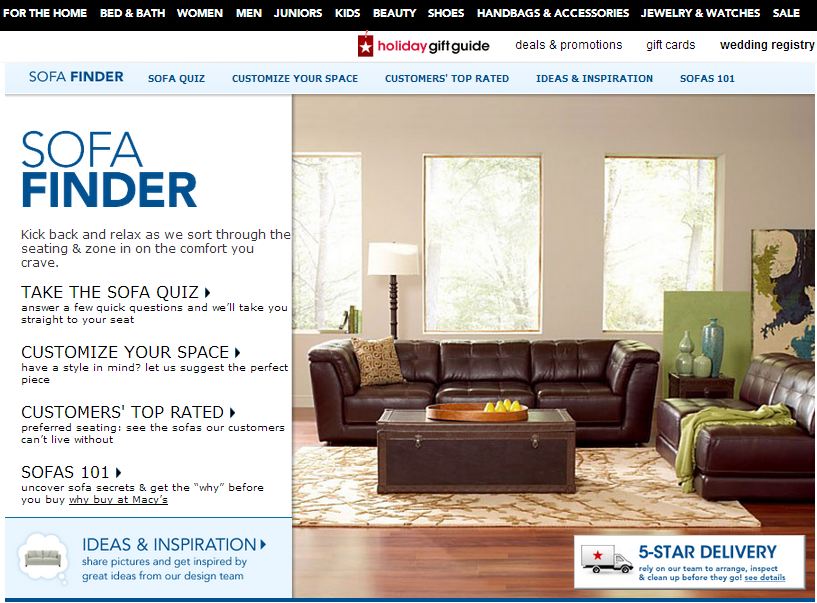 FOR THE HOME BED & BATH WOMEN MEN JUNIORS KIDS BEAUTY SHOES HANDBAGS & ACCESSORIES JEWELRY & WATCHES SALE
holidaygiftguide deals & promotions gift cards wedding registry
SOFA FINDER SOFA QUIZ CUSTOMIZE YOUR SPACE CUSTOMERS' TOP RATED IDEAS & INSPIRATION SOFAS 101
SOFA
FINDER
Kick back and relax as we sort through the
seating & zone in on the comfort you
crave.
TAKE THE SOFA QUIZ
answer a few quick questions and we'll take you
straight to your seat
CUSTOMIZE YOUR SPACE
have a style in mind? let us suggest the perfect
piece
CUSTOMERS' TOP RATED
preferred seating: see the sofas our customers
can't live without
SOFAS 101
uncover sofa secrets & get the "why" before
you buy why buy at Macy's
IDEAS & INSPIRATION
share pictures and get inspired by
great ideas from our design team
5-STAR DELIVERY
rely on our team to arrange, inspect
& clean up before they go! see details